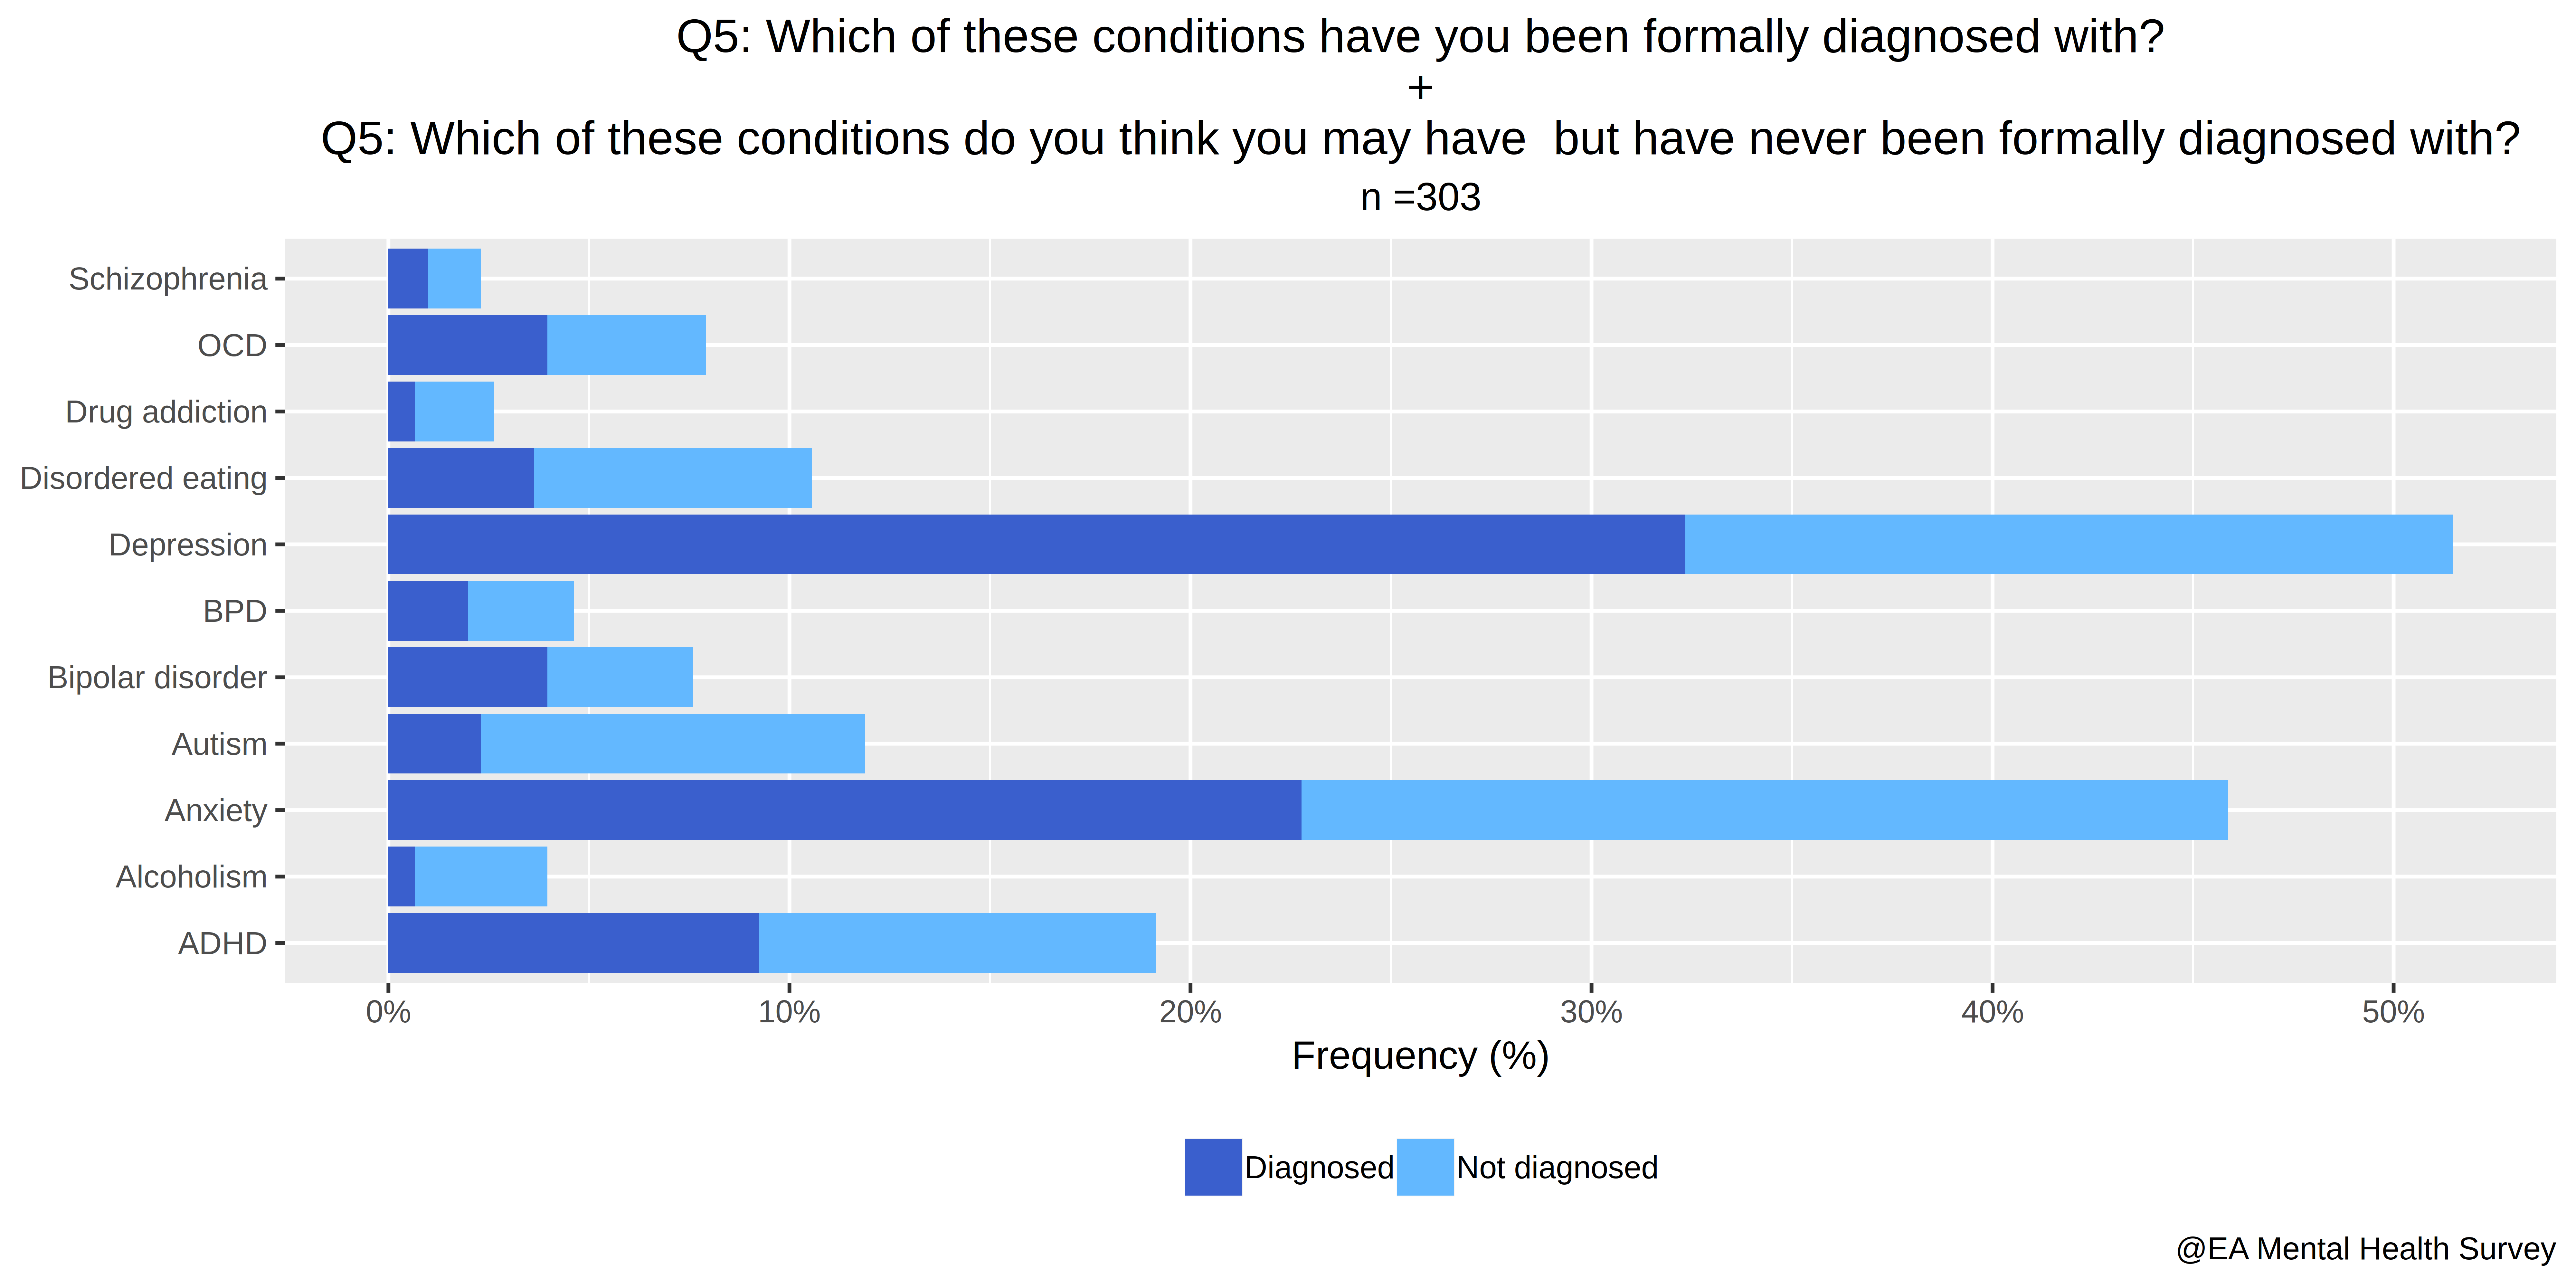 Q5: Which of these conditions have you been formally diagnosed with?
+
Q5: Which of these conditions do you think you may have  but have never been formally diagnosed with?
n =303
Schizophrenia
OCD
Drug addiction
Disordered eating
Depression
BPD
Bipolar disorder
Autism
Anxiety
Alcoholism
ADHD
0% 10% 20% 30% 40% 50%
Frequency (%)
Diagnosed Not diagnosed
@EA Mental Health Survey